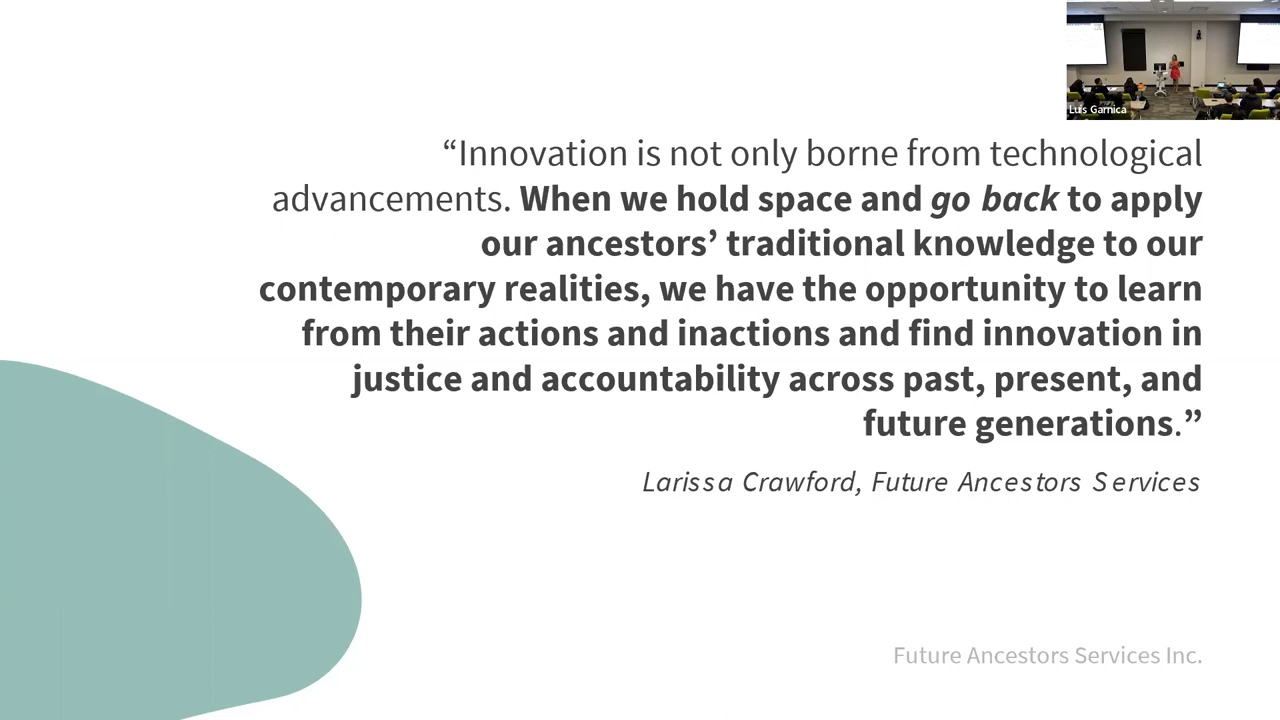 Luis Garnica
“Innovation is not only borne from technological
advancements. When we hold space and go back to apply
our ancestors’ traditional knowledge to our
contemporary realities, we have the opportunity to learn
from their actions and inactions and find innovation in
justice and accountability across past, present, and
future generations.”
Larissa Crawford, Future Ancestors Services
Future Ancestors Services Inc.